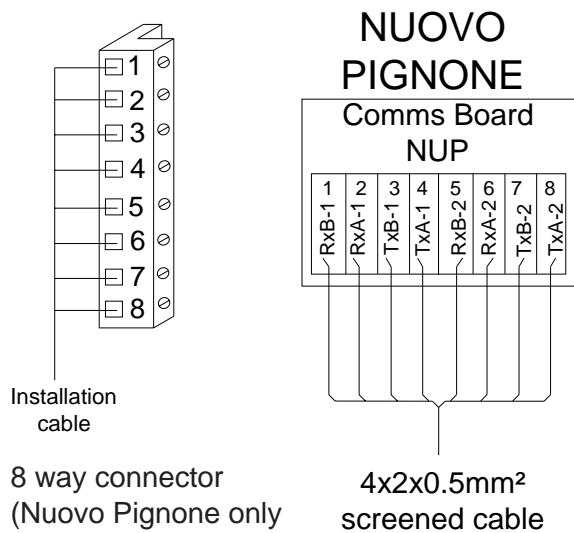 1
2
3
4
5
6
7
8
Installation
cable
8 way connector
(Nuovo Pignone only
NUOVO
PIGNONE
Comms Board
NUP
1 2 3 4 5 6 7 8
RxB-1 RxA-1 TxB-1 TxA-1 RxB-2 RxA-2 TxB-2 TxA-2
4x2x0.5mm²
screened cable